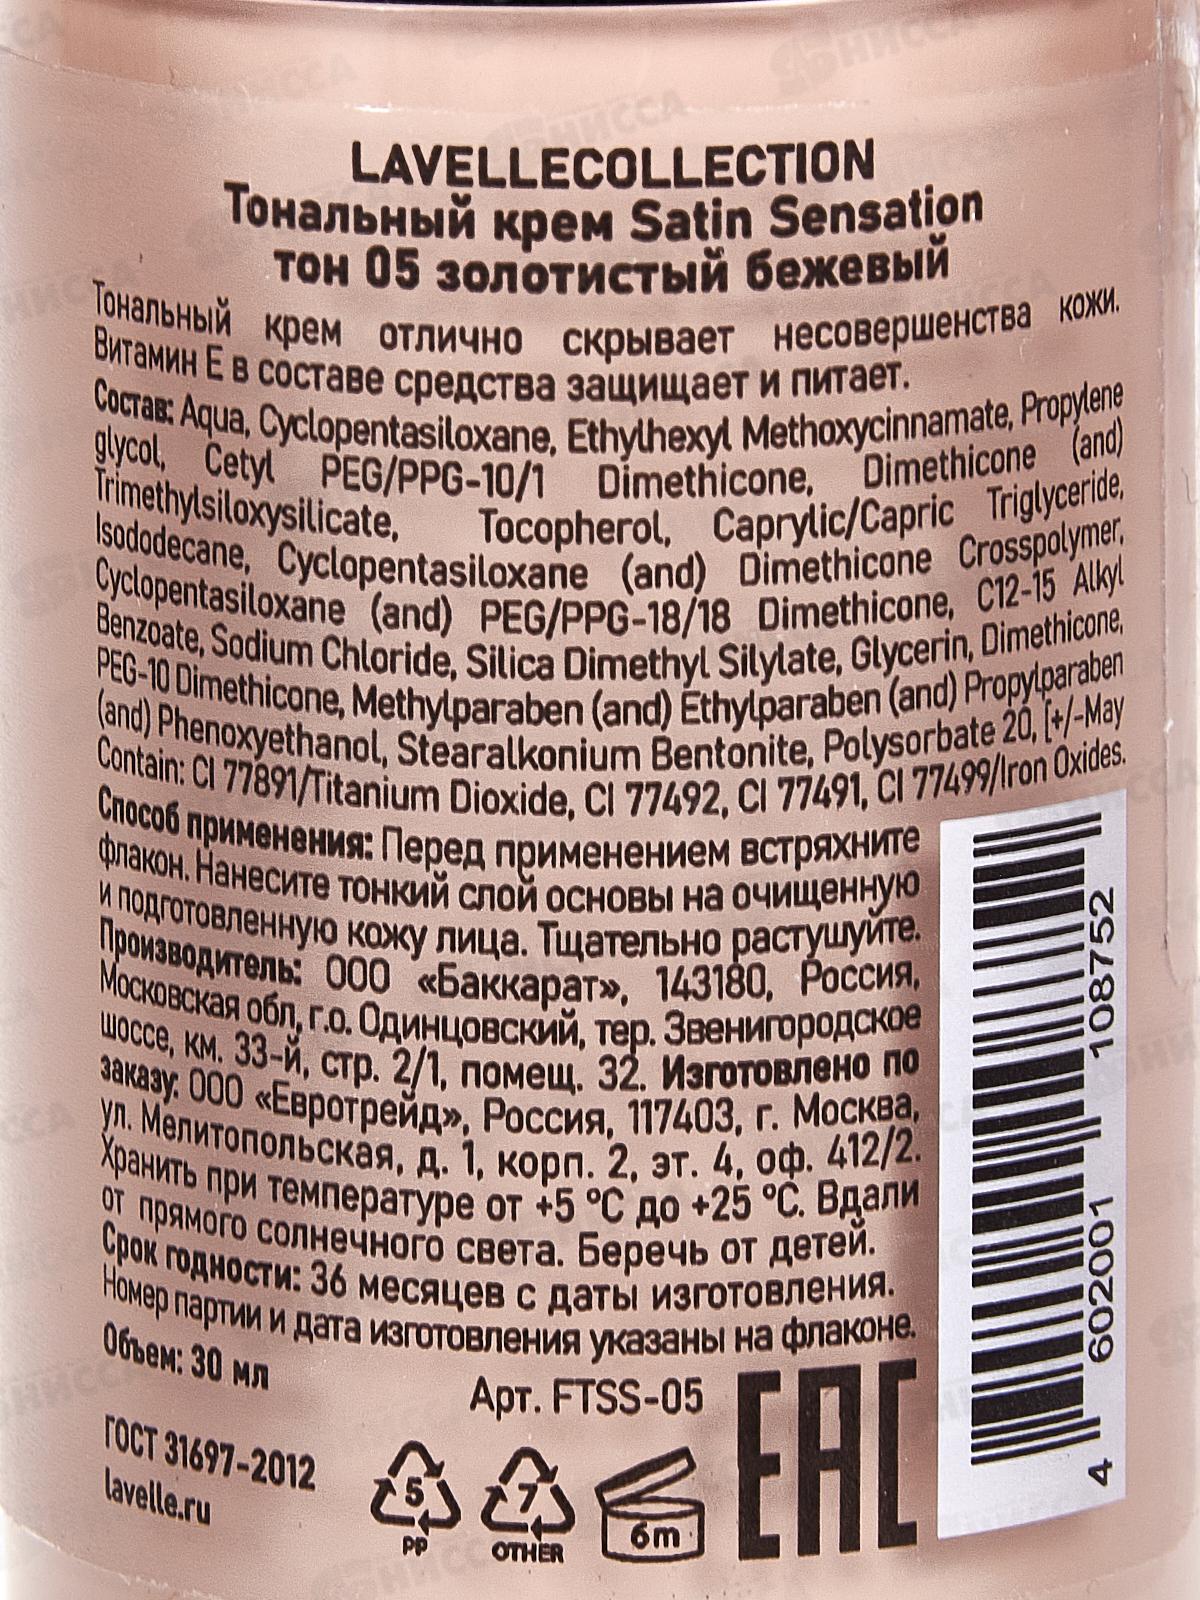 LAVELLECOLLECTION
Тональный крем Satin Sensation
тон 05 золотистый бежевый
Тональный крем отлично скрывает несовершенства кожи.
Витамин Е в составе средства защищает и питает.
Состав: Aqua, Cyclopentasiloxane, Ethylhexyl Methoxycinnamate, Propylene
glycol, Cetyl PEG/PPG-10/1 Dimethicone, Dimethicone (and)
Trimethylsiloxysilicate, Tocopherol, Caprylic/Capric Triglyceride,
Isododecane, Cyclopentasiloxane (and) Dimethicone Crosspolymer,
Cyclopentasiloxane (and) PEG/PPG-18/18 Dimethicone, C12-15 Alkyl
Benzoate, Sodium Chloride, Silica Dimethyl Silylate, Glycerin, Dimethicone,
PEG-10 Dimethicone, Methylparaben (and) Ethylparaben (and) Propylparaben
(and) Phenoxyethanol, Stearalkonium Bentonite, Polysorbate 20, [+/-May
Contain: CI 77891/Titanium Dioxide, CI 77492, CI 77491, CI 77499/Iron Oxides.
Способ применения: Перед применением встряхните
флакон. Нанесите тонкий слой основы на очищенную
и подготовленную кожу лица. Тщательно растушуйте.
Производитель: ООО «Баккарат», 143180, Россия,
Московская обл, г.о. Одинцовский, тер. Звенигородское
шоссе, км. 33-й, стр. 2/1, помещ. 32. Изготовлено по
заказу: ООО «Евротрейд», Россия, 117403, г. Москва,
ул. Мелитопольская, д. 1, корп. 2, эт. 4, оф. 412/2.
Хранить при температуре от +5 °C до +25 °C. Вдали
от прямого солнечного света. Беречь от детей.
Срок годности: 36 месяцев с даты изготовления.
Номер партии и дата изготовления указаны на флаконе.
Объем: 30 мл
Арт. FTSS-05
ГОСТ 31697-2012
lavelle.ru
5
PP
7
OTHER
6m
EAC
4 602001 108752